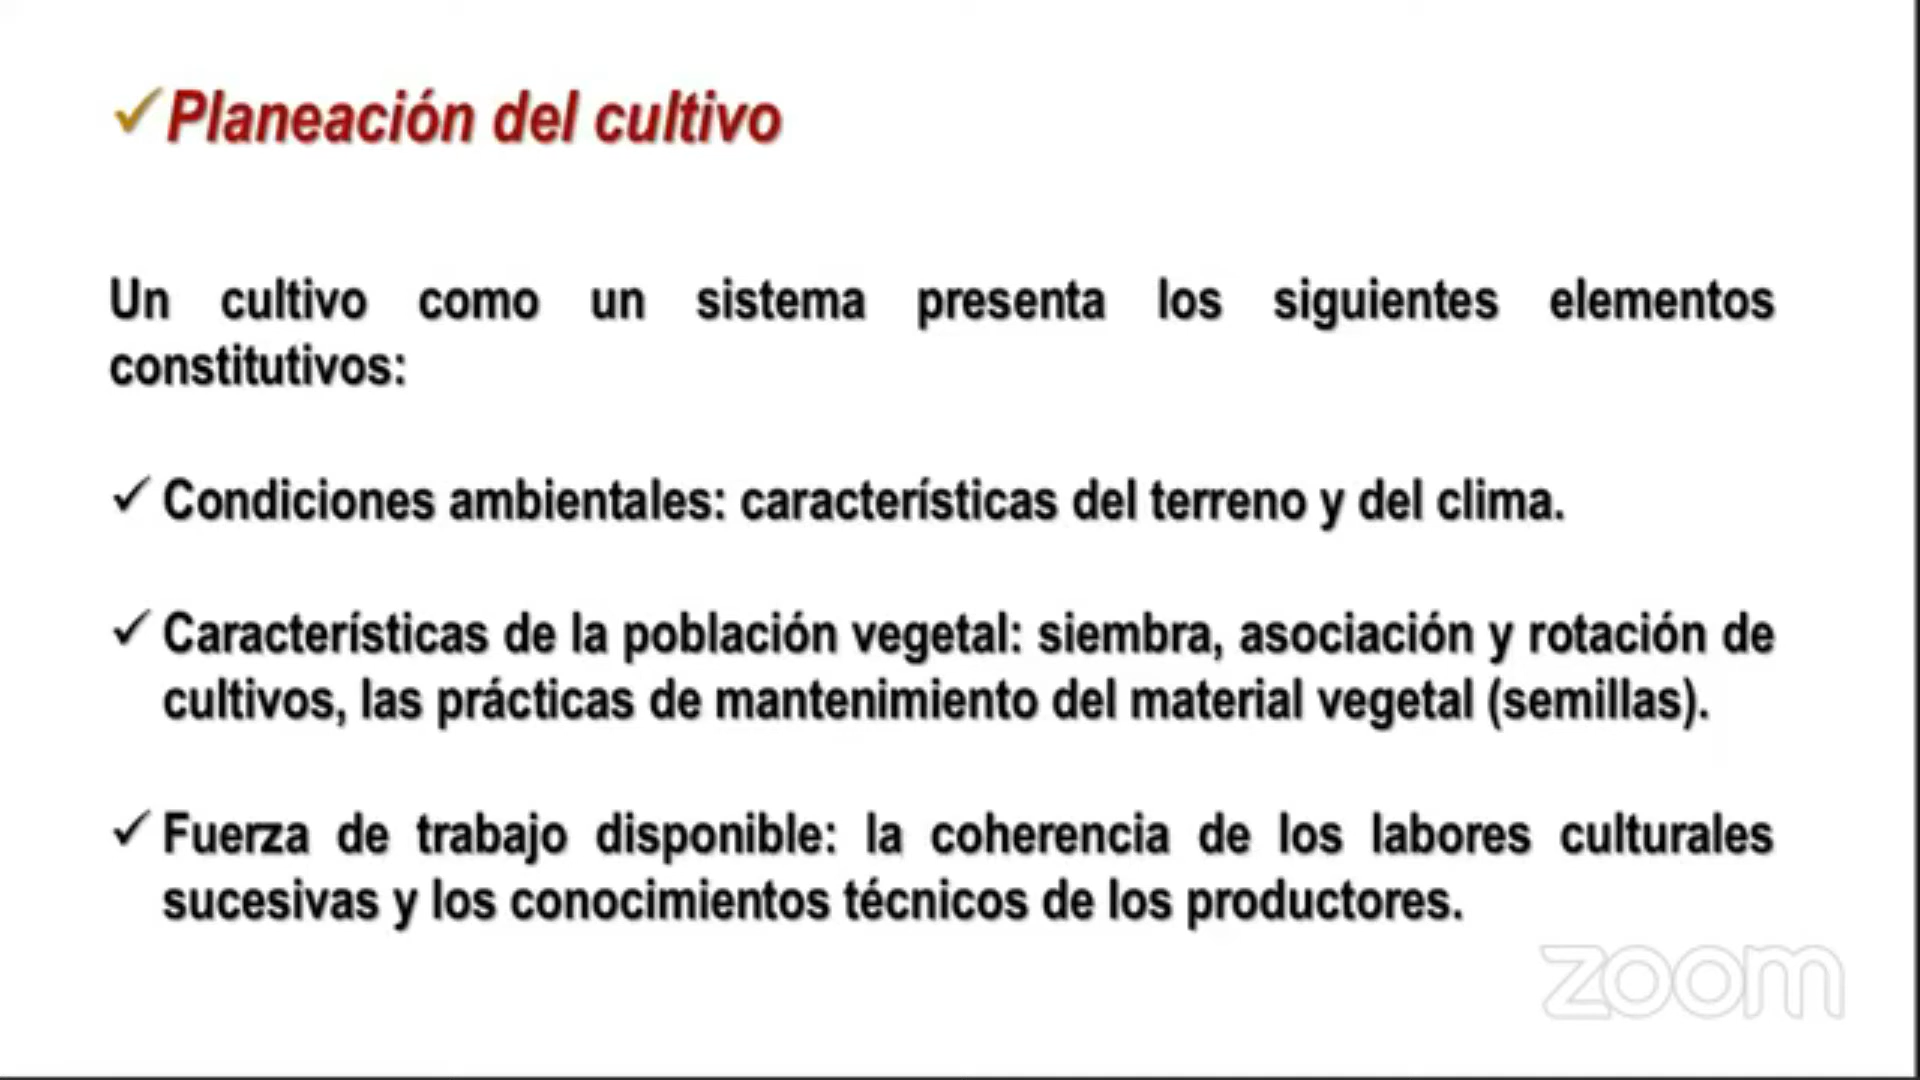 ✓Planeación del cultivo
Un cultivo como un sistema presenta los siguientes elementos
constitutivos:
✓ Condiciones ambientales: características del terreno y del clima.
✓ Características de la población vegetal: siembra, asociación y rotación de
cultivos, las prácticas de mantenimiento del material vegetal (semillas).
✓ Fuerza de trabajo disponible: la coherencia de los labores culturales
sucesivas y los conocimientos técnicos de los productores.
zoom